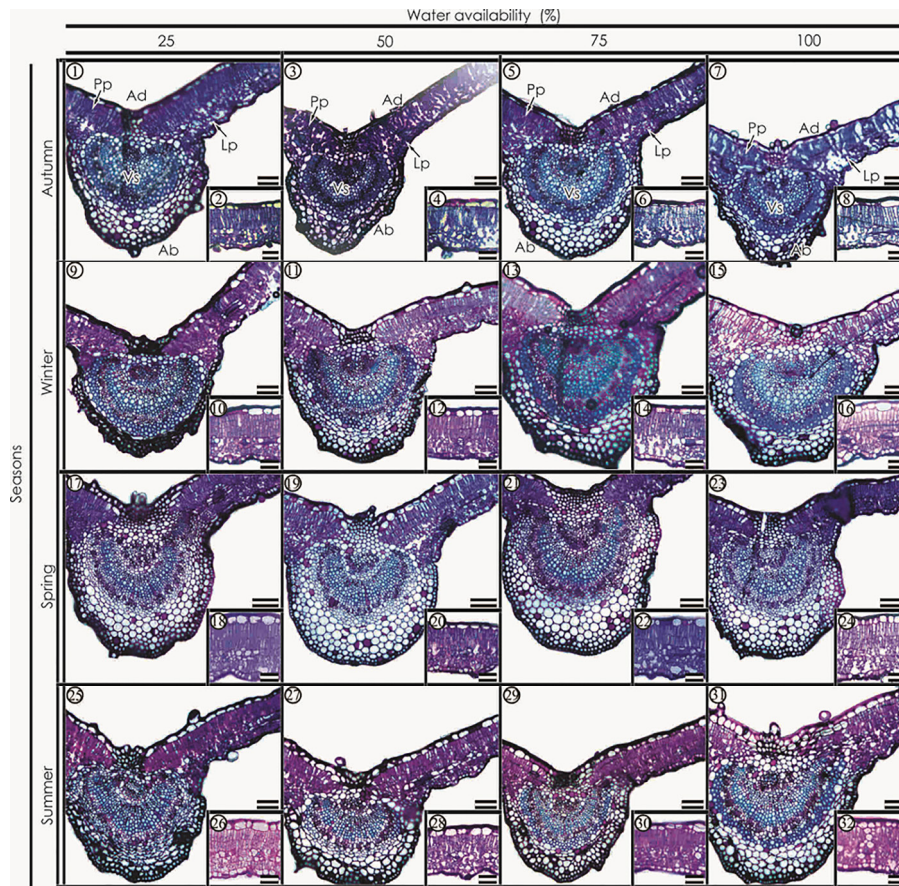 Water availability (%)
25 50 75 100
Seasons
Autumn
1 3 5 7
Pp Ad Pp Ad Pp Ad Pp Ad
Lp Lp Lp Lp
Vs Vs Vs Vs
2 4 6 8
Ab Ab Ab Ab
Winter
9 11 13 15
10 12 14 16
Spring
17 19 21 23
18 20 22 24
Summer
25 27 29 31
26 28 30 32